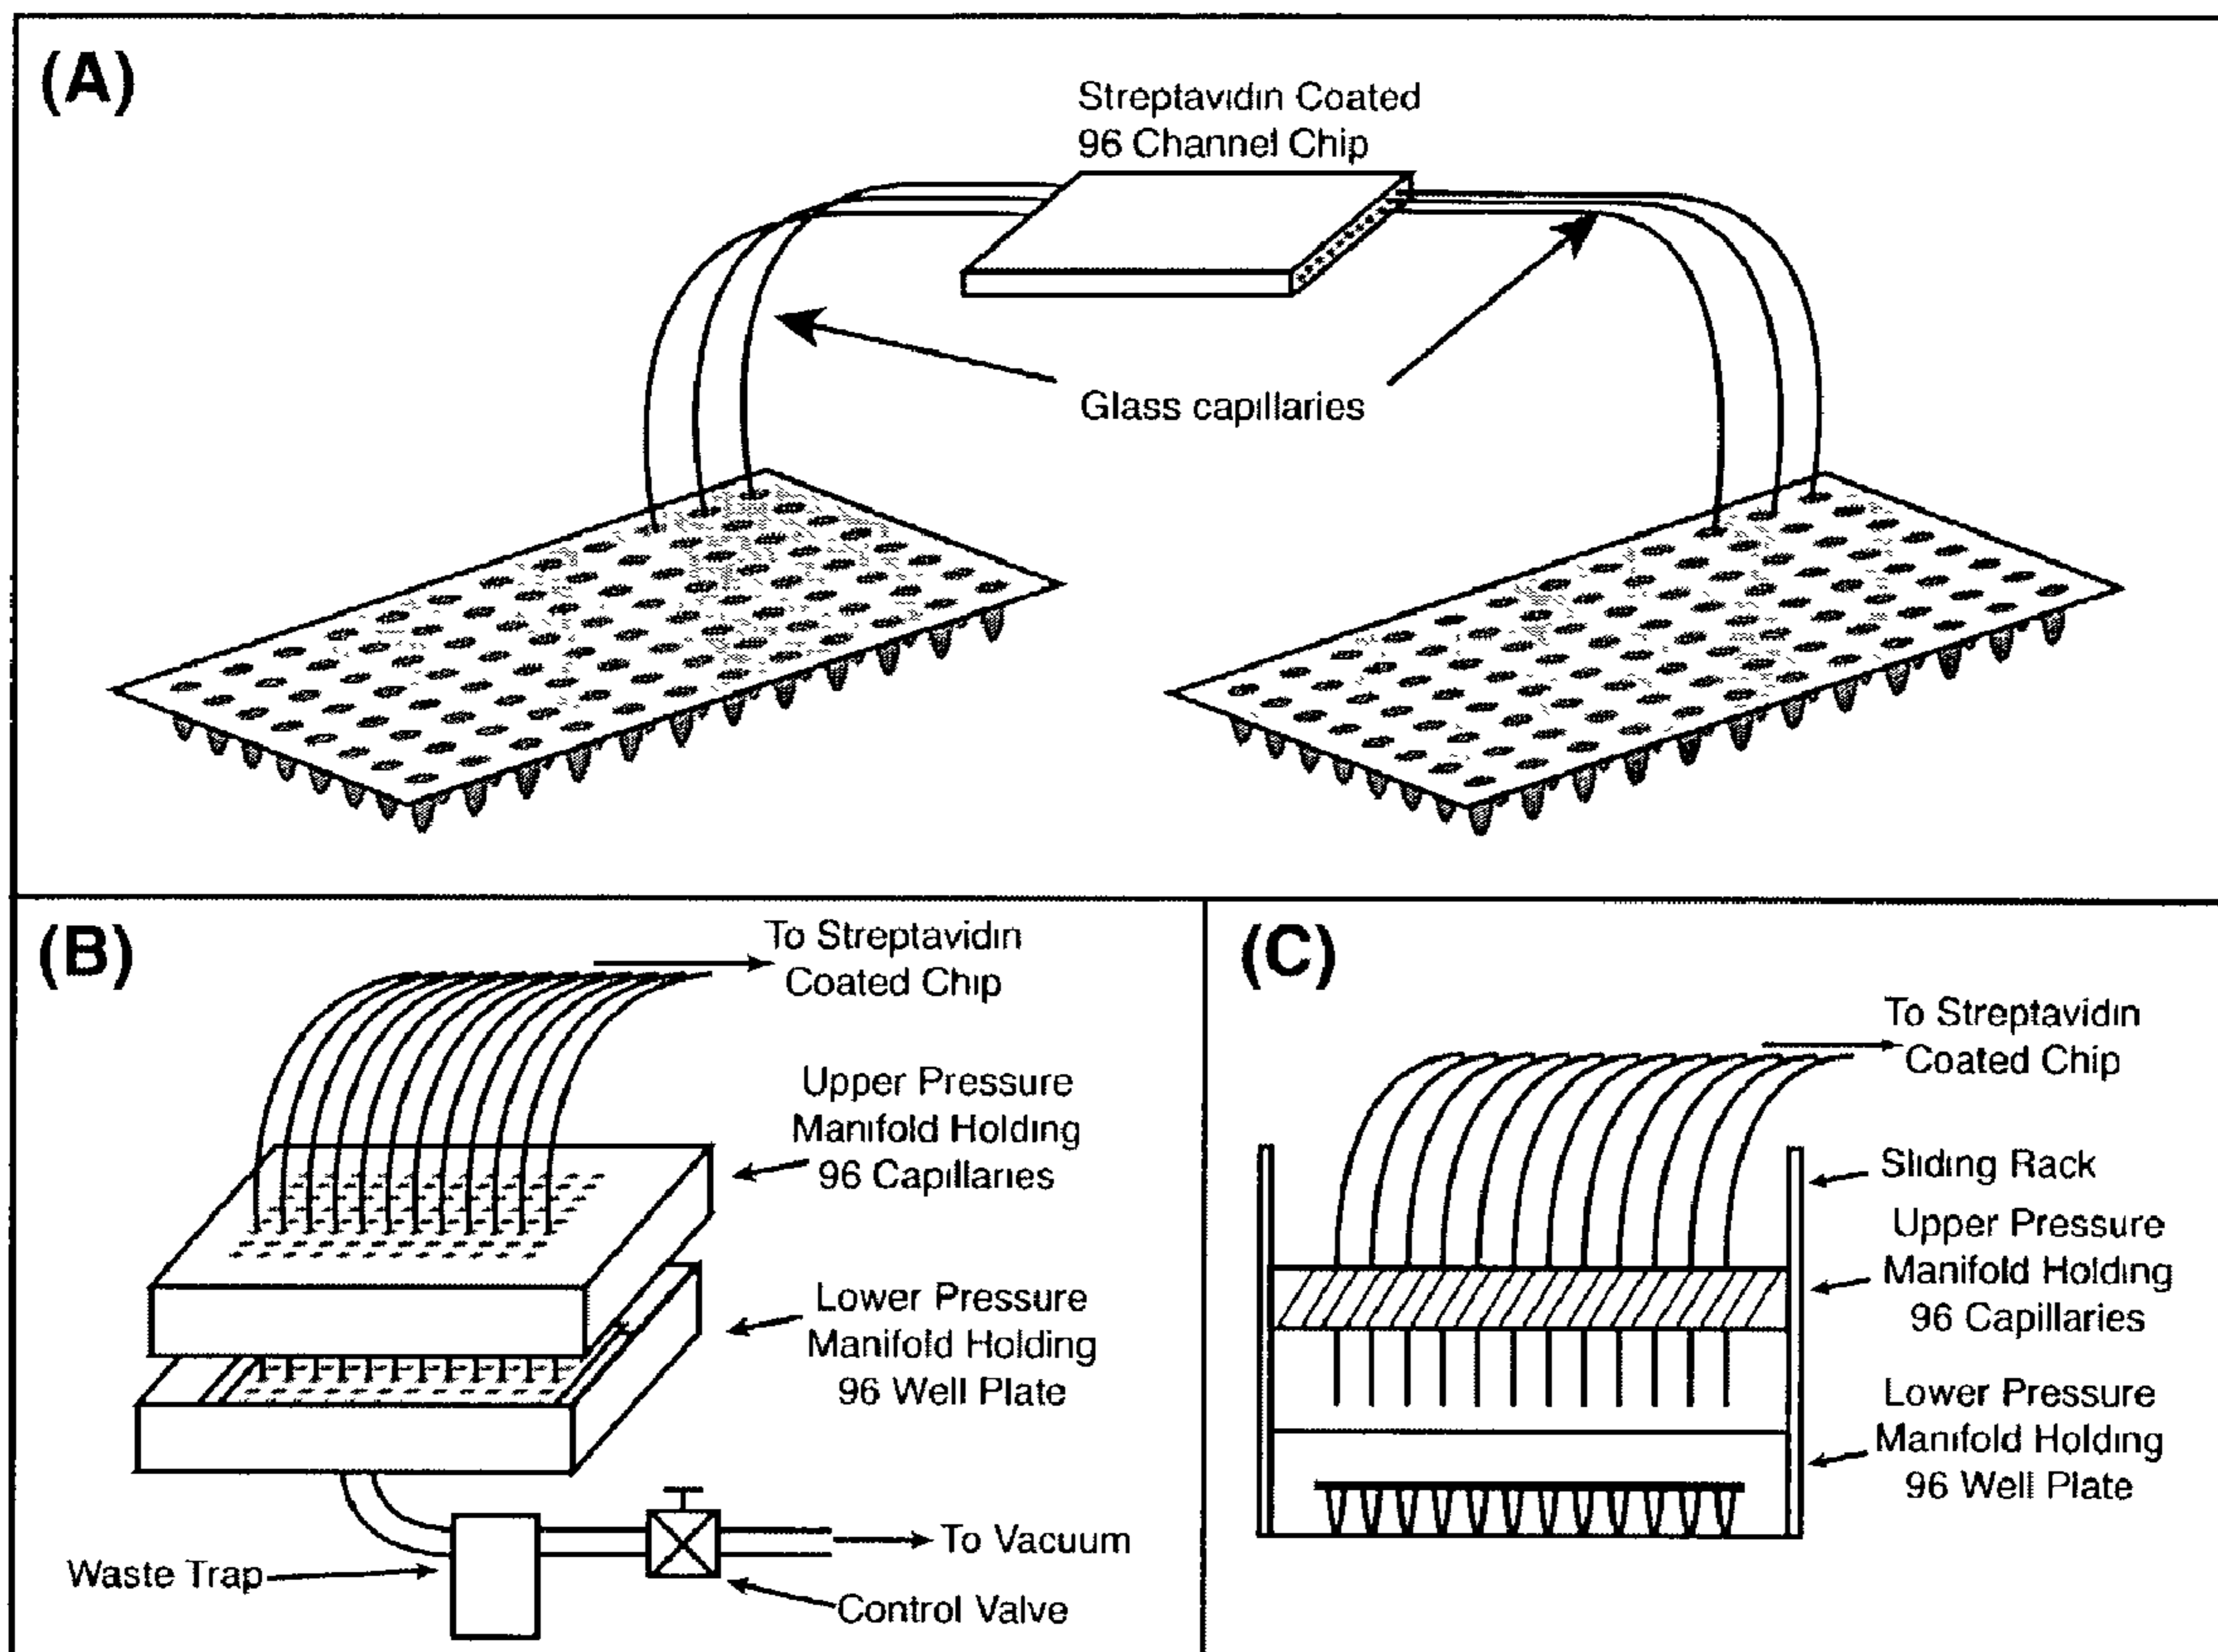 (A)
Streptavidin Coated
96 Channel Chip
Glass capillaries
(B)
To Streptavidin
Coated Chip
Upper Pressure
Manifold Holding
96 Capillaries
Lower Pressure
Manifold Holding
96 Well Plate
To Vacuum
Waste Trap
Control Valve
(C)
To Streptavidin
Coated Chip
Sliding Rack
Upper Pressure
Manifold Holding
96 Capillaries
Lower Pressure
Manifold Holding
96 Well Plate